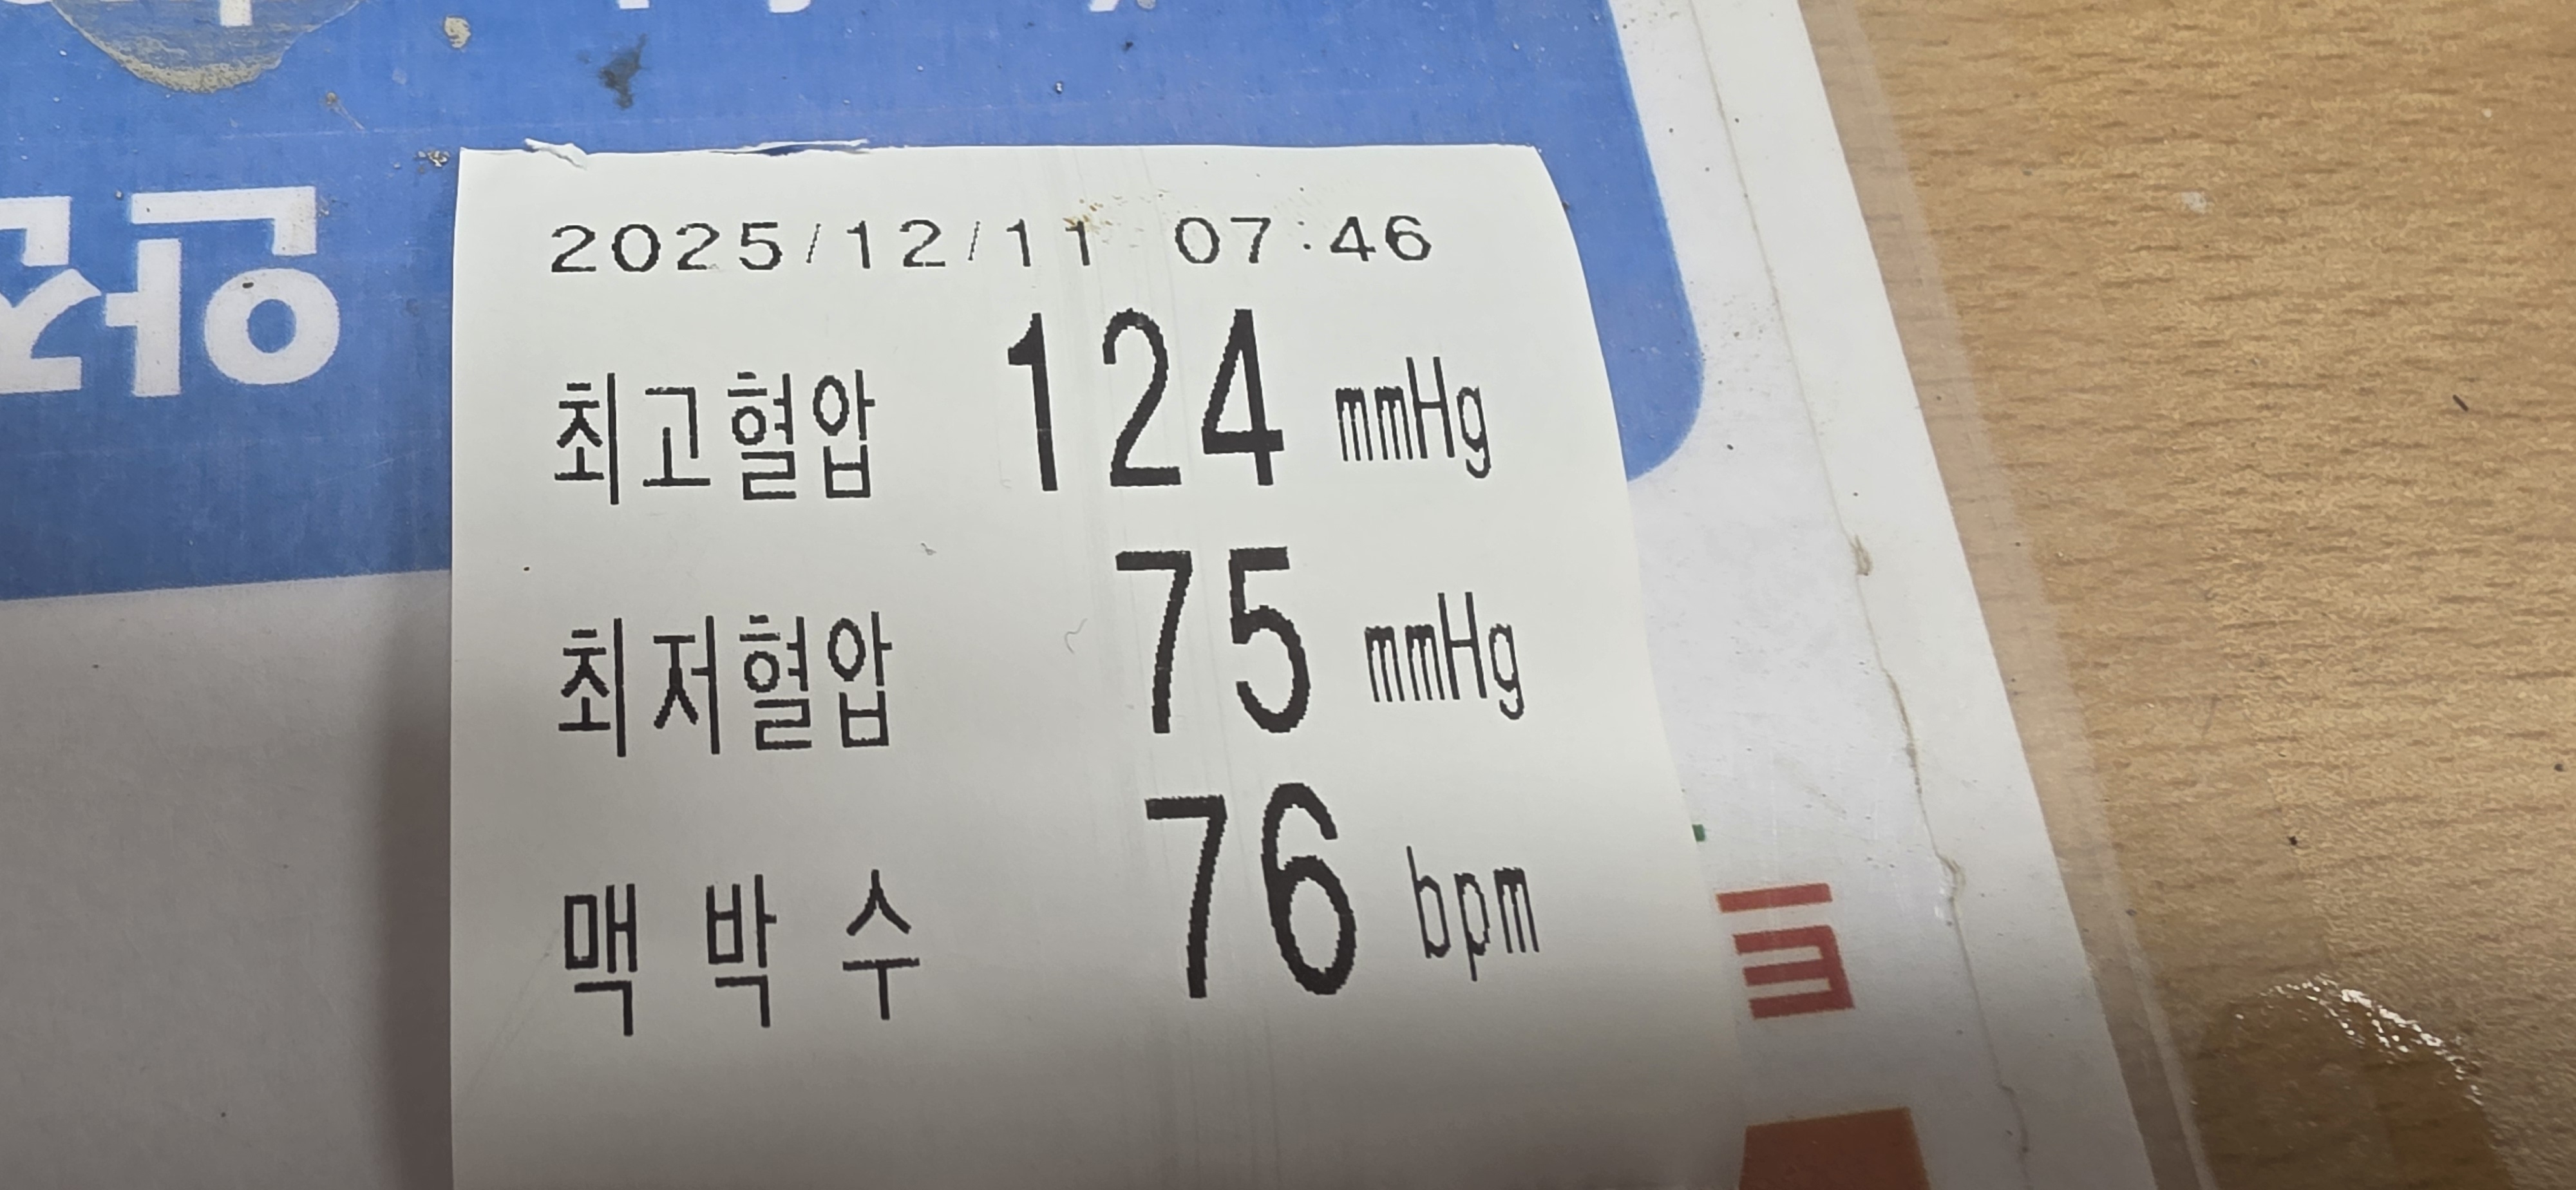 2025/12/11 07:46
최고혈압 124 mmHg
최저혈압 75 mmHg
맥 박 수 76 bpm